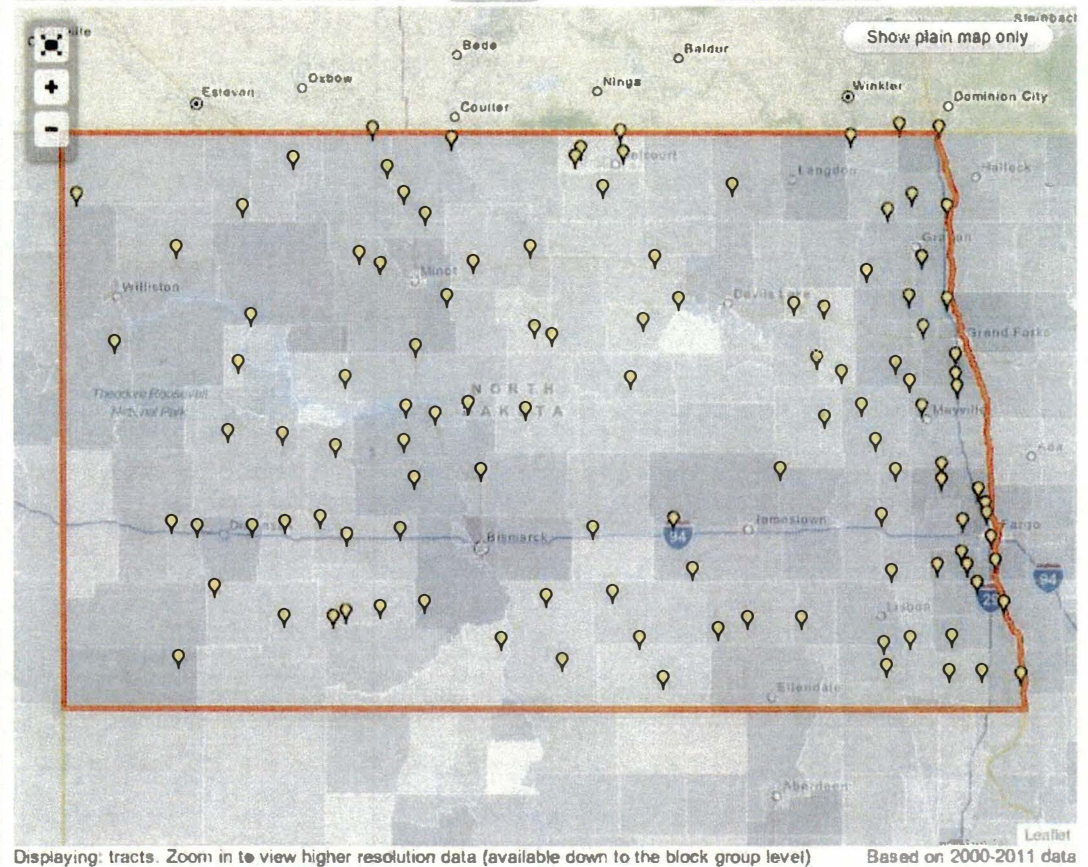 Show plain map only
+
−
Bede
Baldur
Oxbow
Nings
Estevan
Winkler
Dominion City
Coulter
Langdon
Hallock
Minot
Williston
Devils Lake
Grand Forks
Theodore Roosevelt
National Park
NORTH
DAKOTA
Mayville
Ada
Bismarck
94
Jamestown
Fargo
94
29
Lisbon
Ellendale
Aberdeen
Leaflet
Displaying: tracts. Zoom in to view higher resolution data (available down to the block group level)
Based on 2000-2011 data